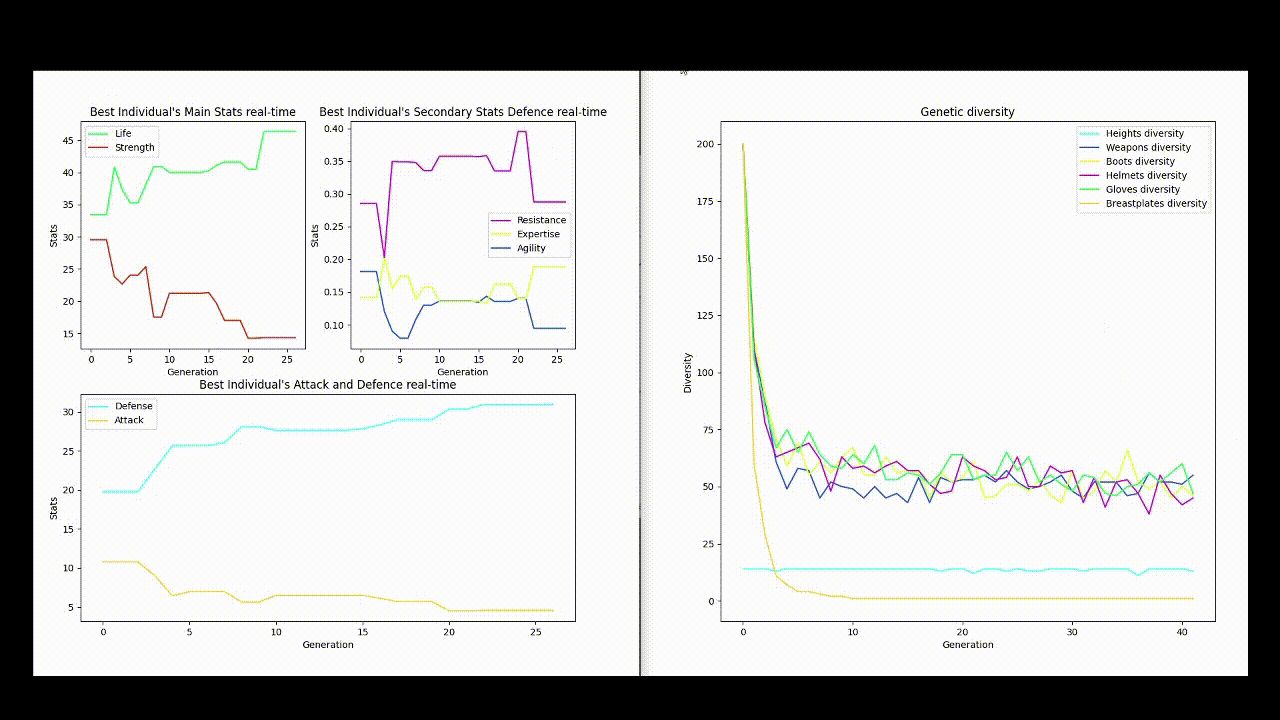 Best Individual's Main Stats real-time
Life
Strength
45
40
35
30
25
20
15
Stats
0 5 10 15 20 25
Generation
Best Individual's Secondary Stats Defence real-time
0.40
0.35
0.30
0.25
0.20
0.15
0.10
Stats
Resistance
Expertise
Agility
0 5 10 15 20 25
Generation
Best Individual's Attack and Defence real-time
Defense
Attack
30
25
20
15
10
5
Stats
0 5 10 15 20 25
Generation
Genetic diversity
Heights diversity
Weapons diversity
Boots diversity
Helmets diversity
Gloves diversity
Breastplates diversity
200
175
150
125
100
75
50
25
0
Diversity
0 10 20 30 40
Generation